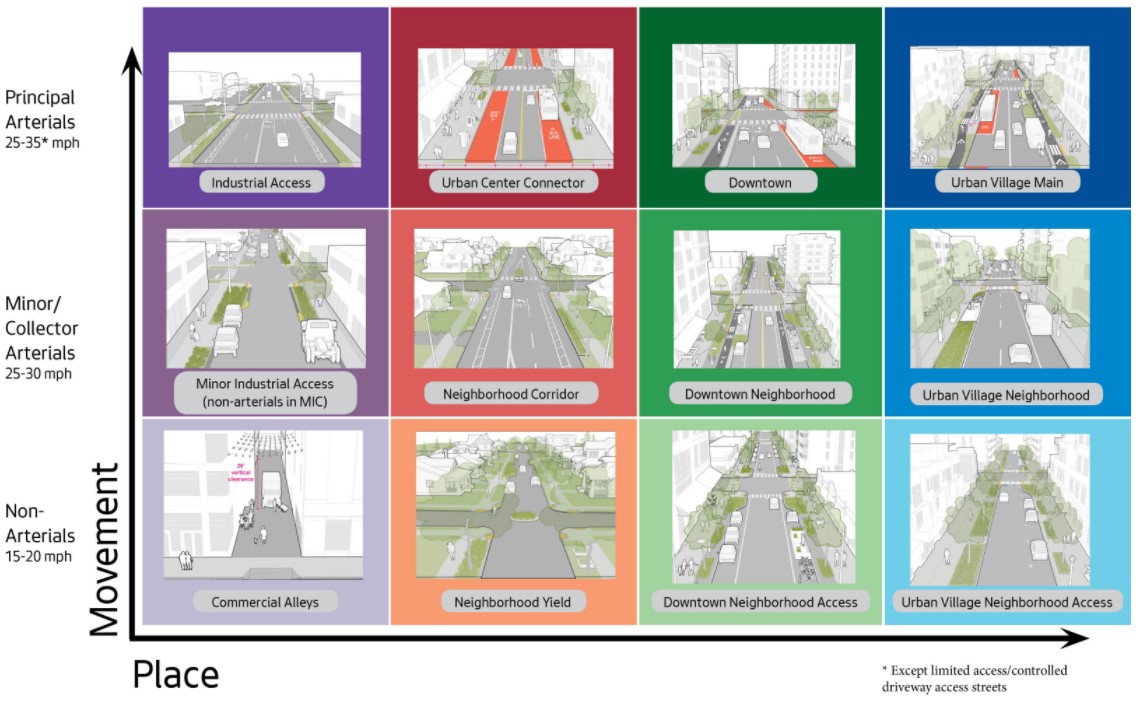 Principal
Arterials
25-35* mph
Industrial Access
Urban Center Connector
Downtown
Urban Village Main
Minor/
Collector
Arterials
25-30 mph
Minor Industrial Access
(non-arterials in MIC)
Neighborhood Corridor
Downtown Neighborhood
Urban Village Neighborhood
Non-
Arterials
15-20 mph
20'
vertical
clearance
Commercial Alleys
Neighborhood Yield
Downtown Neighborhood Access
Urban Village Neighborhood Access
Movement
Place
* Except limited access/controlled
driveway access streets